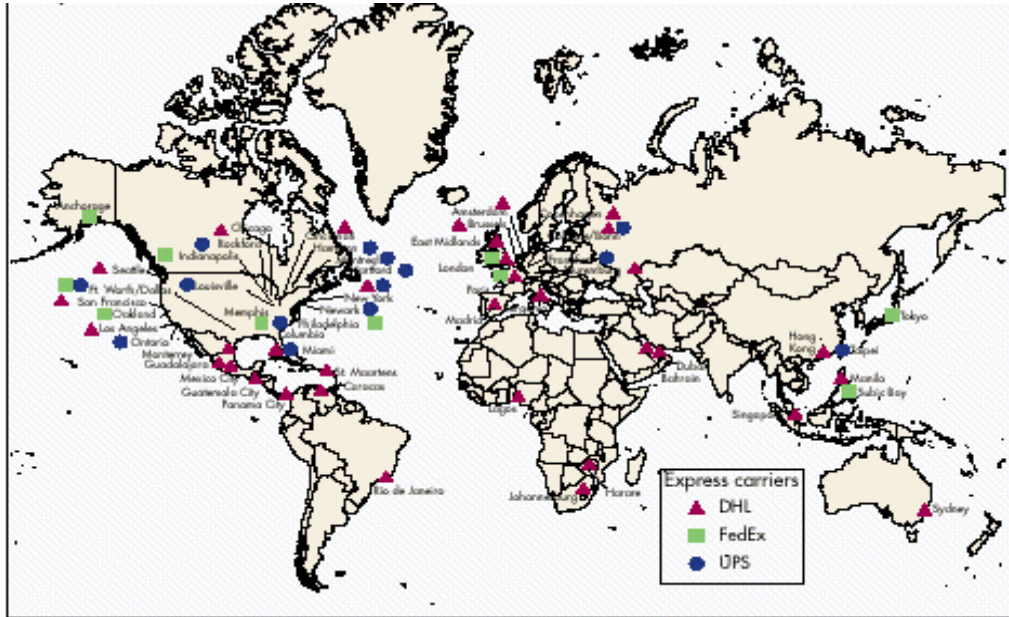 Anchorage
Chicago
Rockford
Indianapolis
Seattle
Ft. Worth/Dallas
Louisville
San Francisco
Oakland
Memphis
Los Angeles
Ontario
Monterrey
Guadalajara
Mexico City
Guatemala City
Panama City
Hartford
New York
Newark
Philadelphia
Columbia
Miami
St. Maartens
Caracas
Rio de Janeiro
Amsterdam
Brussels
East Midlands
London
Paris
Madrid
Copenhagen
Lagos
Dubai
Bahrain
Johannesburg
Harare
Hong
Kong
Taipei
Tokyo
Manila
Subic Bay
Singapore
Sydney
Express carriers
DHL
FedEx
UPS